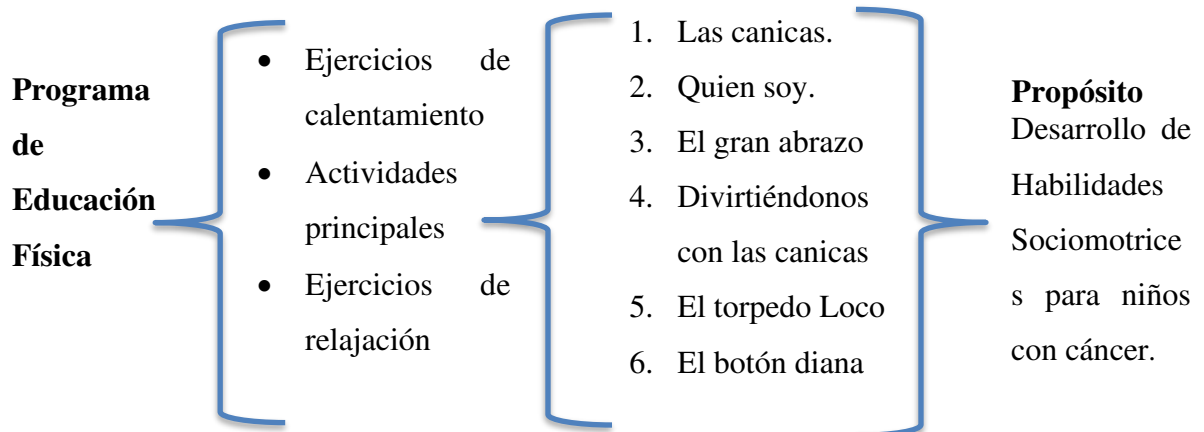 Programa
de
Educación
Física
• Ejercicios de
calentamiento
• Actividades
principales
• Ejercicios de
relajación
1. Las canicas.
2. Quien soy.
3. El gran abrazo
4. Divirtiéndonos
con las canicas
5. El torpedo Loco
6. El botón diana
Propósito
Desarrollo de
Habilidades
Sociomotrice
s para niños
con cáncer.